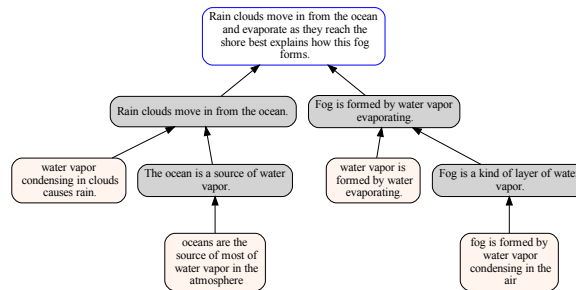 Rain clouds move in from the ocean
and evaporate as they reach the
shore best explains how this fog
forms.
Rain clouds move in from the ocean.
Fog is formed by water vapor
evaporating.
water vapor
condensing in clouds
causes rain.
The ocean is a source of water
vapor.
water vapor is
formed by water
evaporating.
Fog is a kind of layer of water
vapor.
oceans are the
source of most of
water vapor in the
atmosphere
fog is formed by
water vapor
condensing in the
air